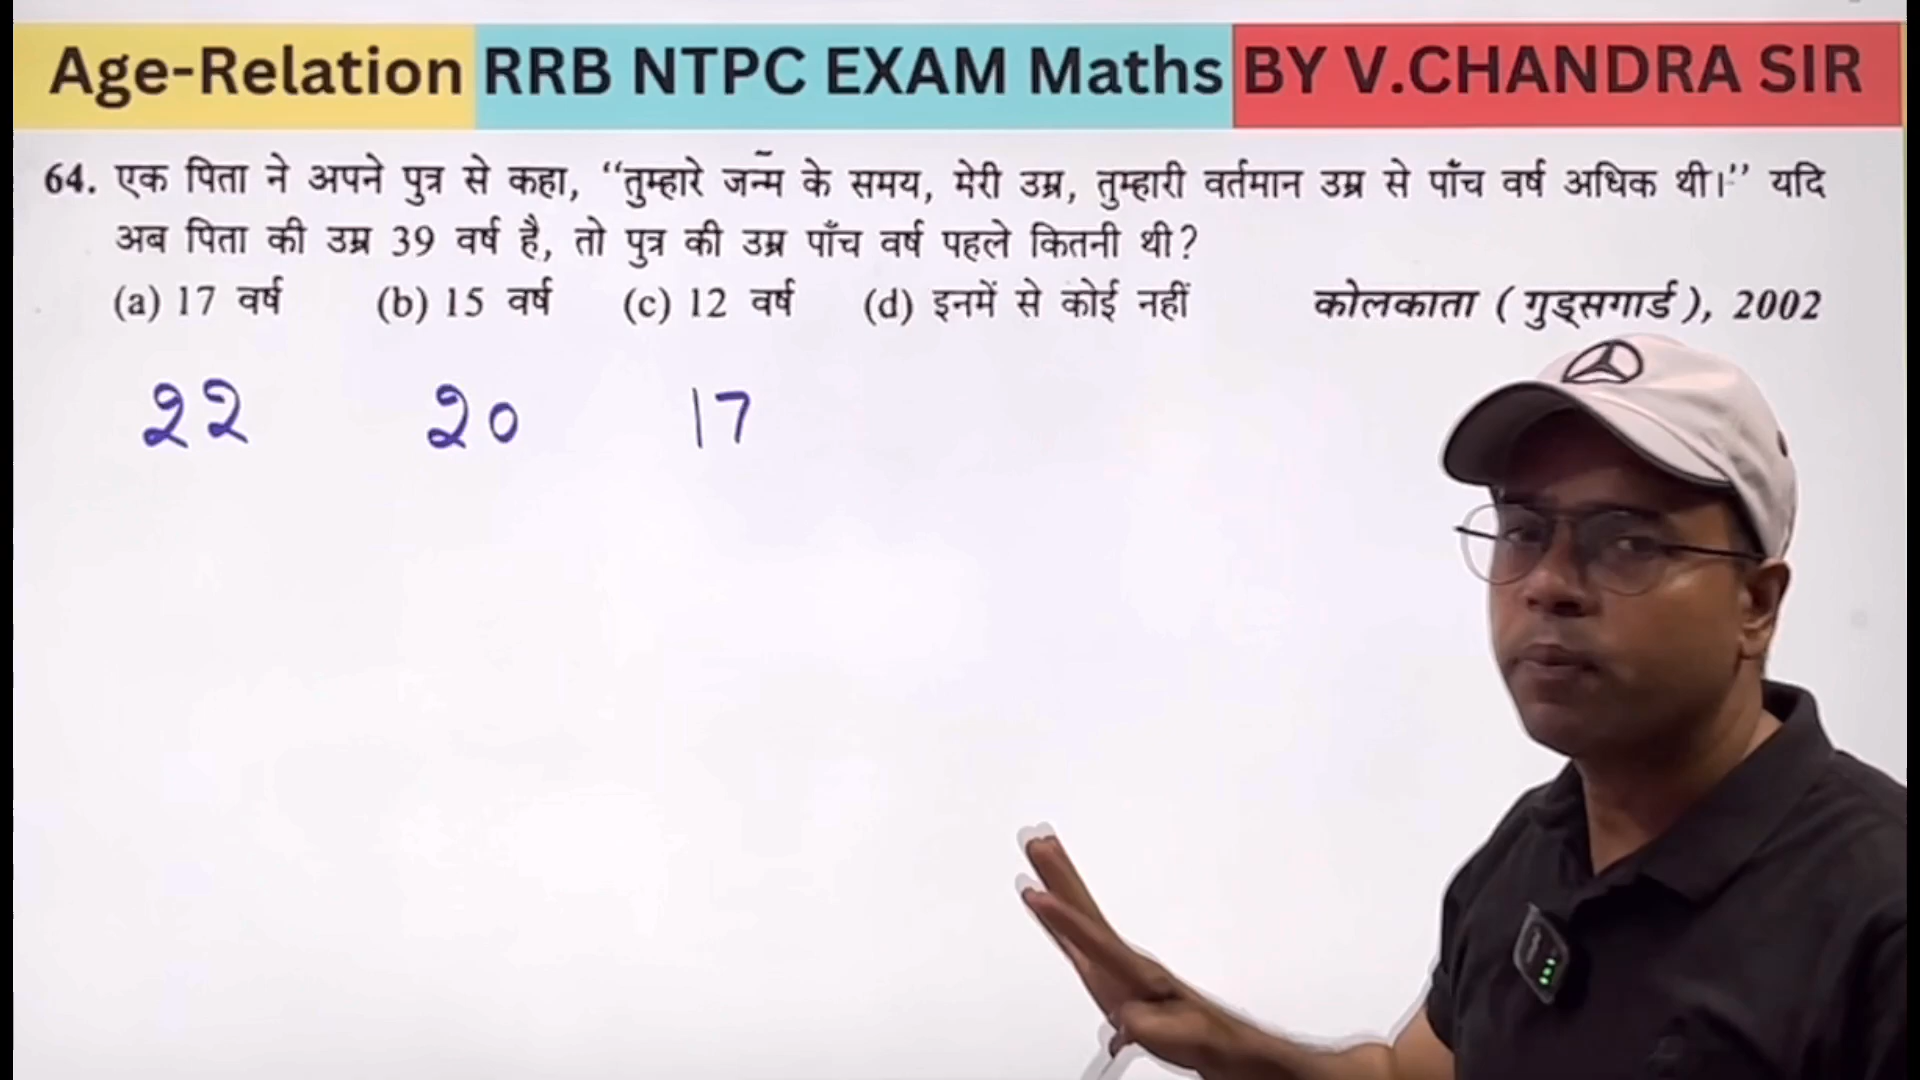 Age-Relation RRB NTPC EXAM Maths BY V.CHANDRA SIR
64. एक पिता ने अपने पुत्र से कहा, “तुम्हारे जन्म के समय, मेरी उम्र, तुम्हारी वर्तमान उम्र से पाँच वर्ष अधिक थी।” यदि
अब पिता की उम्र 39 वर्ष है, तो पुत्र की उम्र पाँच वर्ष पहले कितनी थी?
(a) 17 वर्ष (b) 15 वर्ष (c) 12 वर्ष (d) इनमें से कोई नहीं कोलकाता (गुड्सगार्ड), 2002
22 20 17